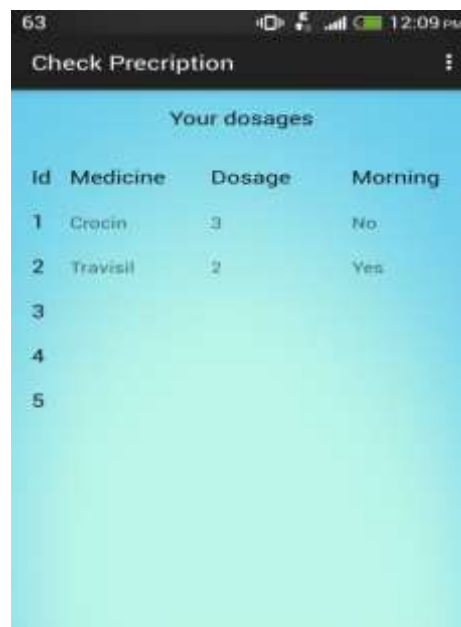 63 12:09 PM
Check Precription
Your dosages
Id Medicine Dosage Morning
1 Crocin 3 No
2 Travisil 2 Yes
3
4
5